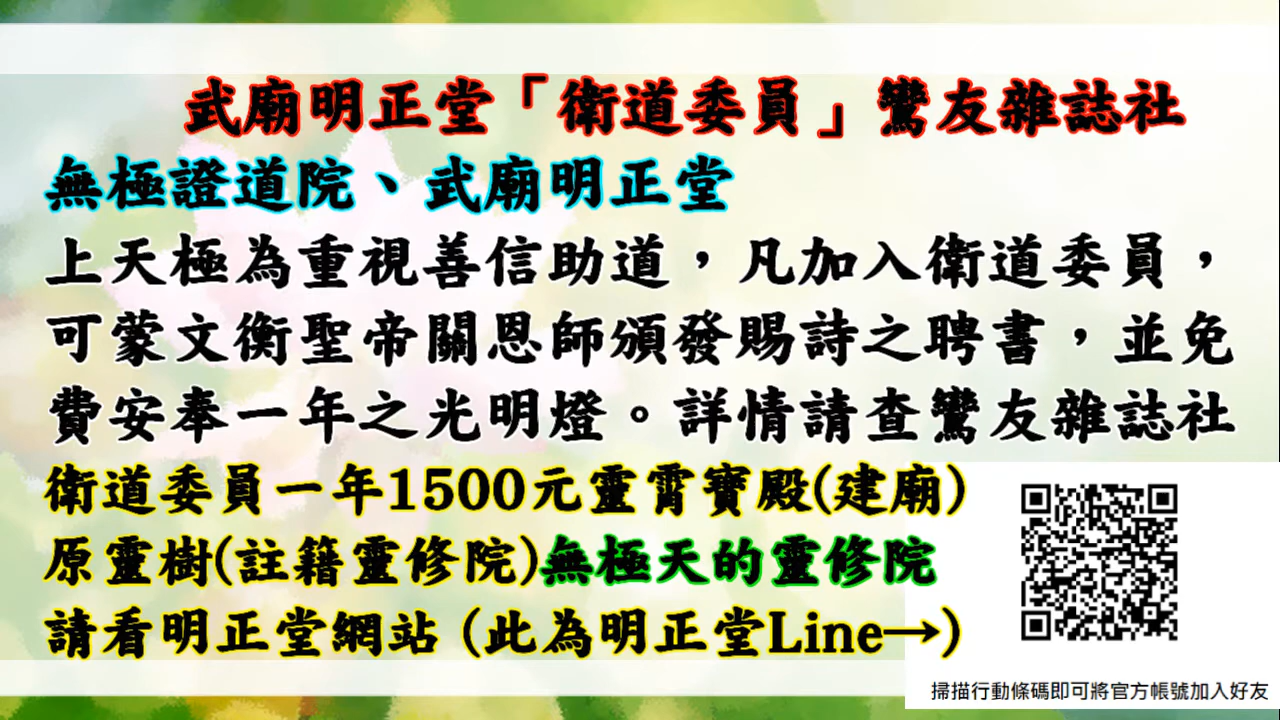 武廟明正堂「衛道委員」鸞友雜誌社
無極證道院、武廟明正堂
上天極為重視善信助道，凡加入衛道委員，
可蒙文衡聖帝關恩師頒發賜詩之聘書，並免
費安奉一年之光明燈。詳情請查鸞友雜誌社
衛道委員一年1500元靈霄寶殿(建廟)
原靈樹(註籍靈修院)無極天的靈修院
請看明正堂網站 (此為明正堂Line→)
掃描行動條碼即可將官方帳號加入好友